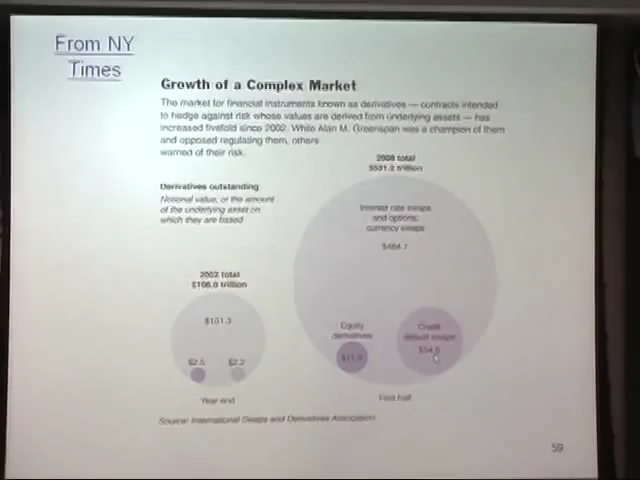 From NY
Times
Growth of a Complex Market
The market for financial instruments known as derivatives — contracts intended
to hedge against risk whose values are derived from underlying assets — has
increased fivefold since 2002. While Alan M. Greenspan was a champion of them
and opposed regulating them, others
warned of their risk.
2008 total
$531.2 trillion
Derivatives outstanding
Notional value, or the amount
of the underlying asset on
which they are based
Interest rate swaps
and options;
currency swaps
$464.7
2002 total
$106.0 trillion
$101.3
Equity
derivatives
Credit
default swaps
$54.6
$2.5 $2.2
Year end
First half
Source: International Swaps and Derivatives Association
59